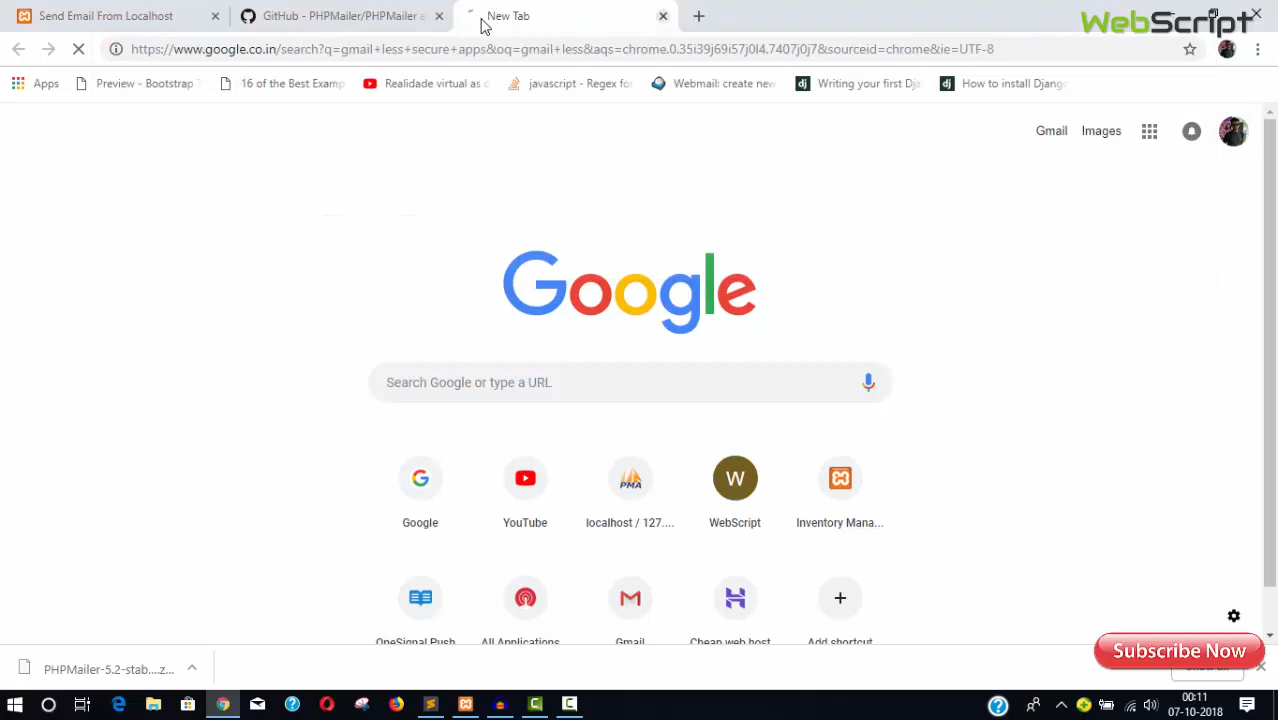 Send Email From Localhost
GitHub - PHPMailer/PHPMailer a
New Tab
WebScript
https://www.google.co.in/search?q=gmail+less+secure+apps&oq=gmail+less&aqs=chrome.0.35i39j69i57j0l4.7407j0j7&sourceid=chrome&ie=UTF-8
Apps
Preview - Bootstrap T
16 of the Best Examp
Realidade virtual as d
javascript - Regex for
Webmail: create new
dj
Writing your first Dja
dj
How to install Djang
Gmail
Images
Google
Search Google or type a URL
PMA
W
Google
YouTube
localhost / 127....
WebScript
Inventory Mana...
OneSignal Push
All Applications
Gmail
Cheap web host
Add shortcut
PHPMailer-5.2-stab....z...
Subscribe Now
00:11
07-10-2018